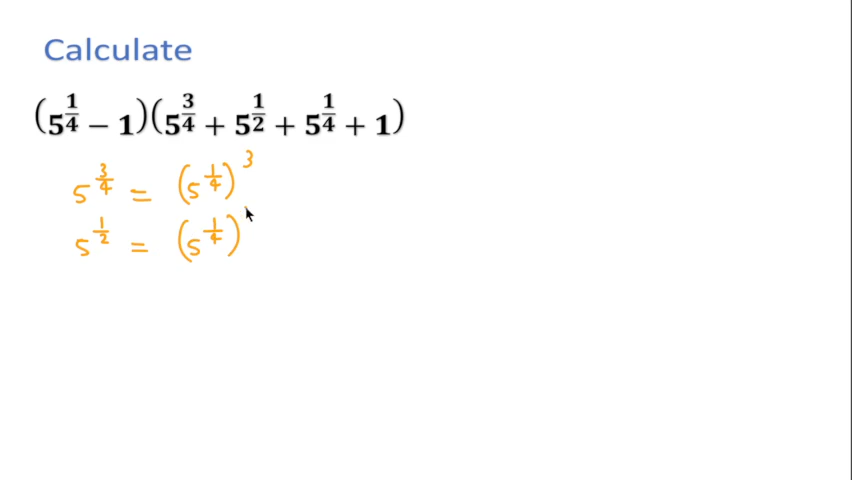 Calculate
(5^{1/4} − 1)(5^{3/4} + 5^{1/2} + 5^{1/4} + 1)
5^{3/4} = (5^{1/4})^3
5^{1/2} = (5^{1/4})